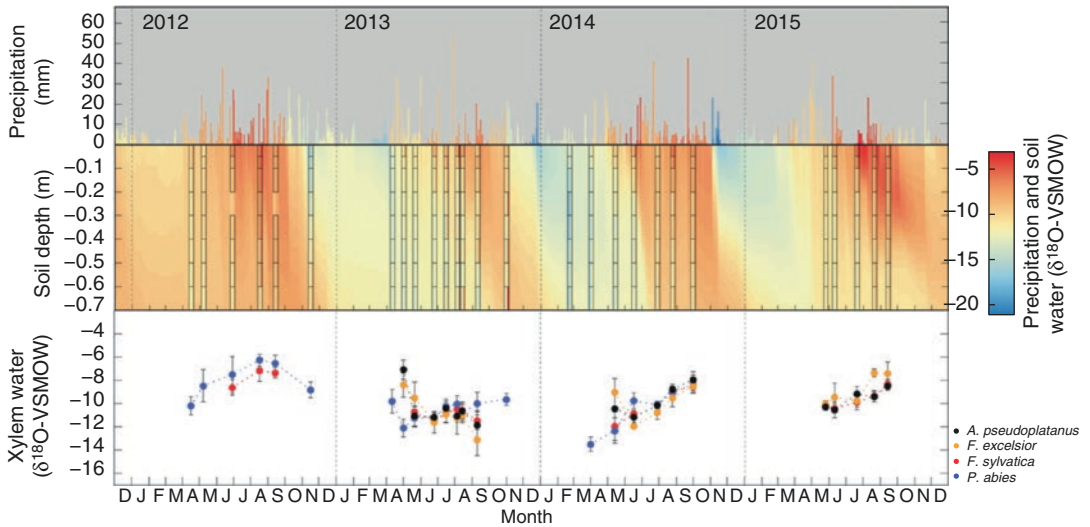 2012 2013 2014 2015
Precipitation
(mm)
60
50
40
30
20
10
0
Soil depth (m)
−0.1
−0.2
−0.3
−0.4
−0.5
−0.6
−0.7
−5
−10
−15
−20
Precipitation and soil
water (δ¹⁸O-VSMOW)
Xylem water
(δ¹⁸O-VSMOW)
−4
−6
−8
−10
−12
−14
−16
A. pseudoplatanus
F. excelsior
F. sylvatica
P. abies
D J F M A M J J A S O N D J F M A M J J A S O N D J F M A M J J A S O N D J F M A M J J A S O N D
Month